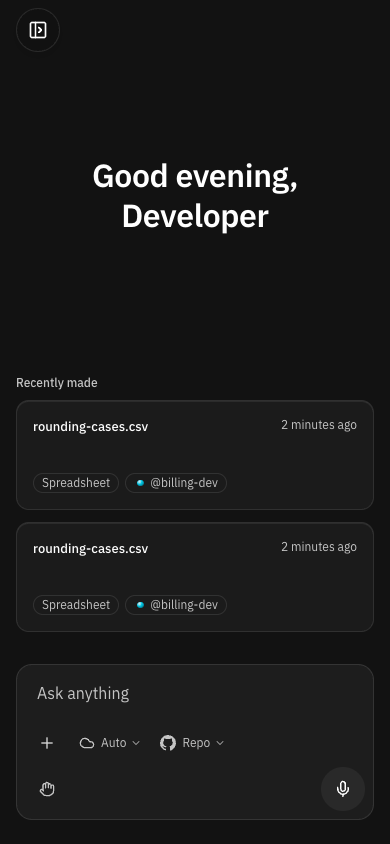 Good evening,
Developer
Recently made
rounding-cases.csv
2 minutes ago
Spreadsheet
@billing-dev
rounding-cases.csv
2 minutes ago
Spreadsheet
@billing-dev
Ask anything
Auto
Repo